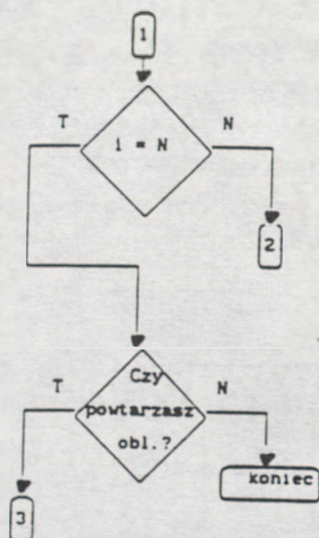 1
T
i = N
N
2
Czy
T
N
powtarzasz
obl.?
koniec
3